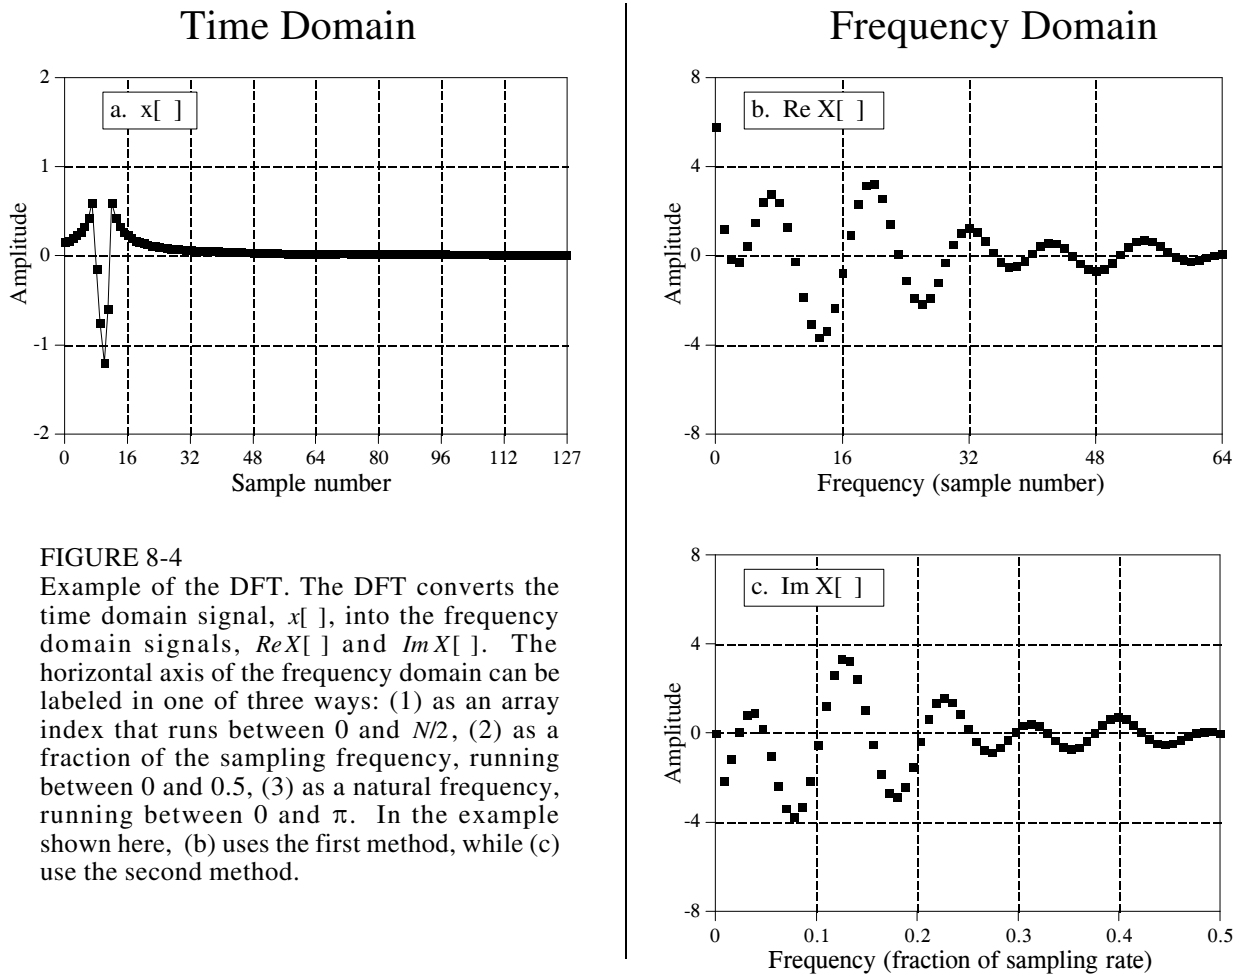 Time Domain
Frequency Domain
2
1
0
-1
-2
Amplitude
a. x[ ]
0 16 32 48 64 80 96 112 127
Sample number
8
4
0
-4
-8
Amplitude
b. Re X[ ]
0 16 32 48 64
Frequency (sample number)
FIGURE 8-4
Example of the DFT. The DFT converts the
time domain signal, x[ ], into the frequency
domain signals, Re X[ ] and Im X[ ]. The
horizontal axis of the frequency domain can be
labeled in one of three ways: (1) as an array
index that runs between 0 and N/2, (2) as a
fraction of the sampling frequency, running
between 0 and 0.5, (3) as a natural frequency,
running between 0 and π. In the example
shown here, (b) uses the first method, while (c)
use the second method.
8
4
0
-4
-8
Amplitude
c. Im X[ ]
0 0.1 0.2 0.3 0.4 0.5
Frequency (fraction of sampling rate)